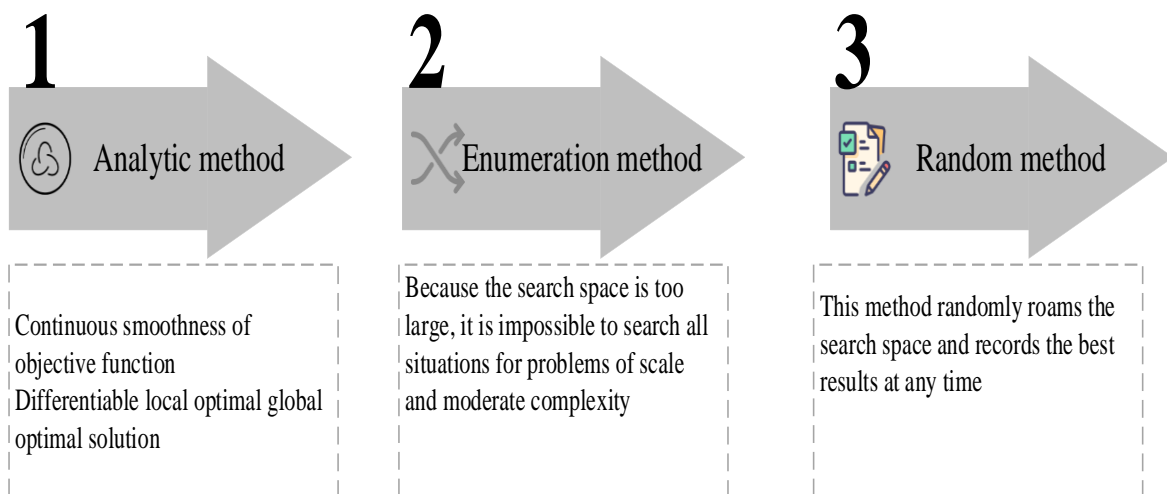 1
Analytic method
Continuous smoothness of
objective function
Differentiable local optimal global
optimal solution
2
Enumeration method
Because the search space is too
large, it is impossible to search all
situations for problems of scale
and moderate complexity
3
Random method
This method randomly roams the
search space and records the best
results at any time